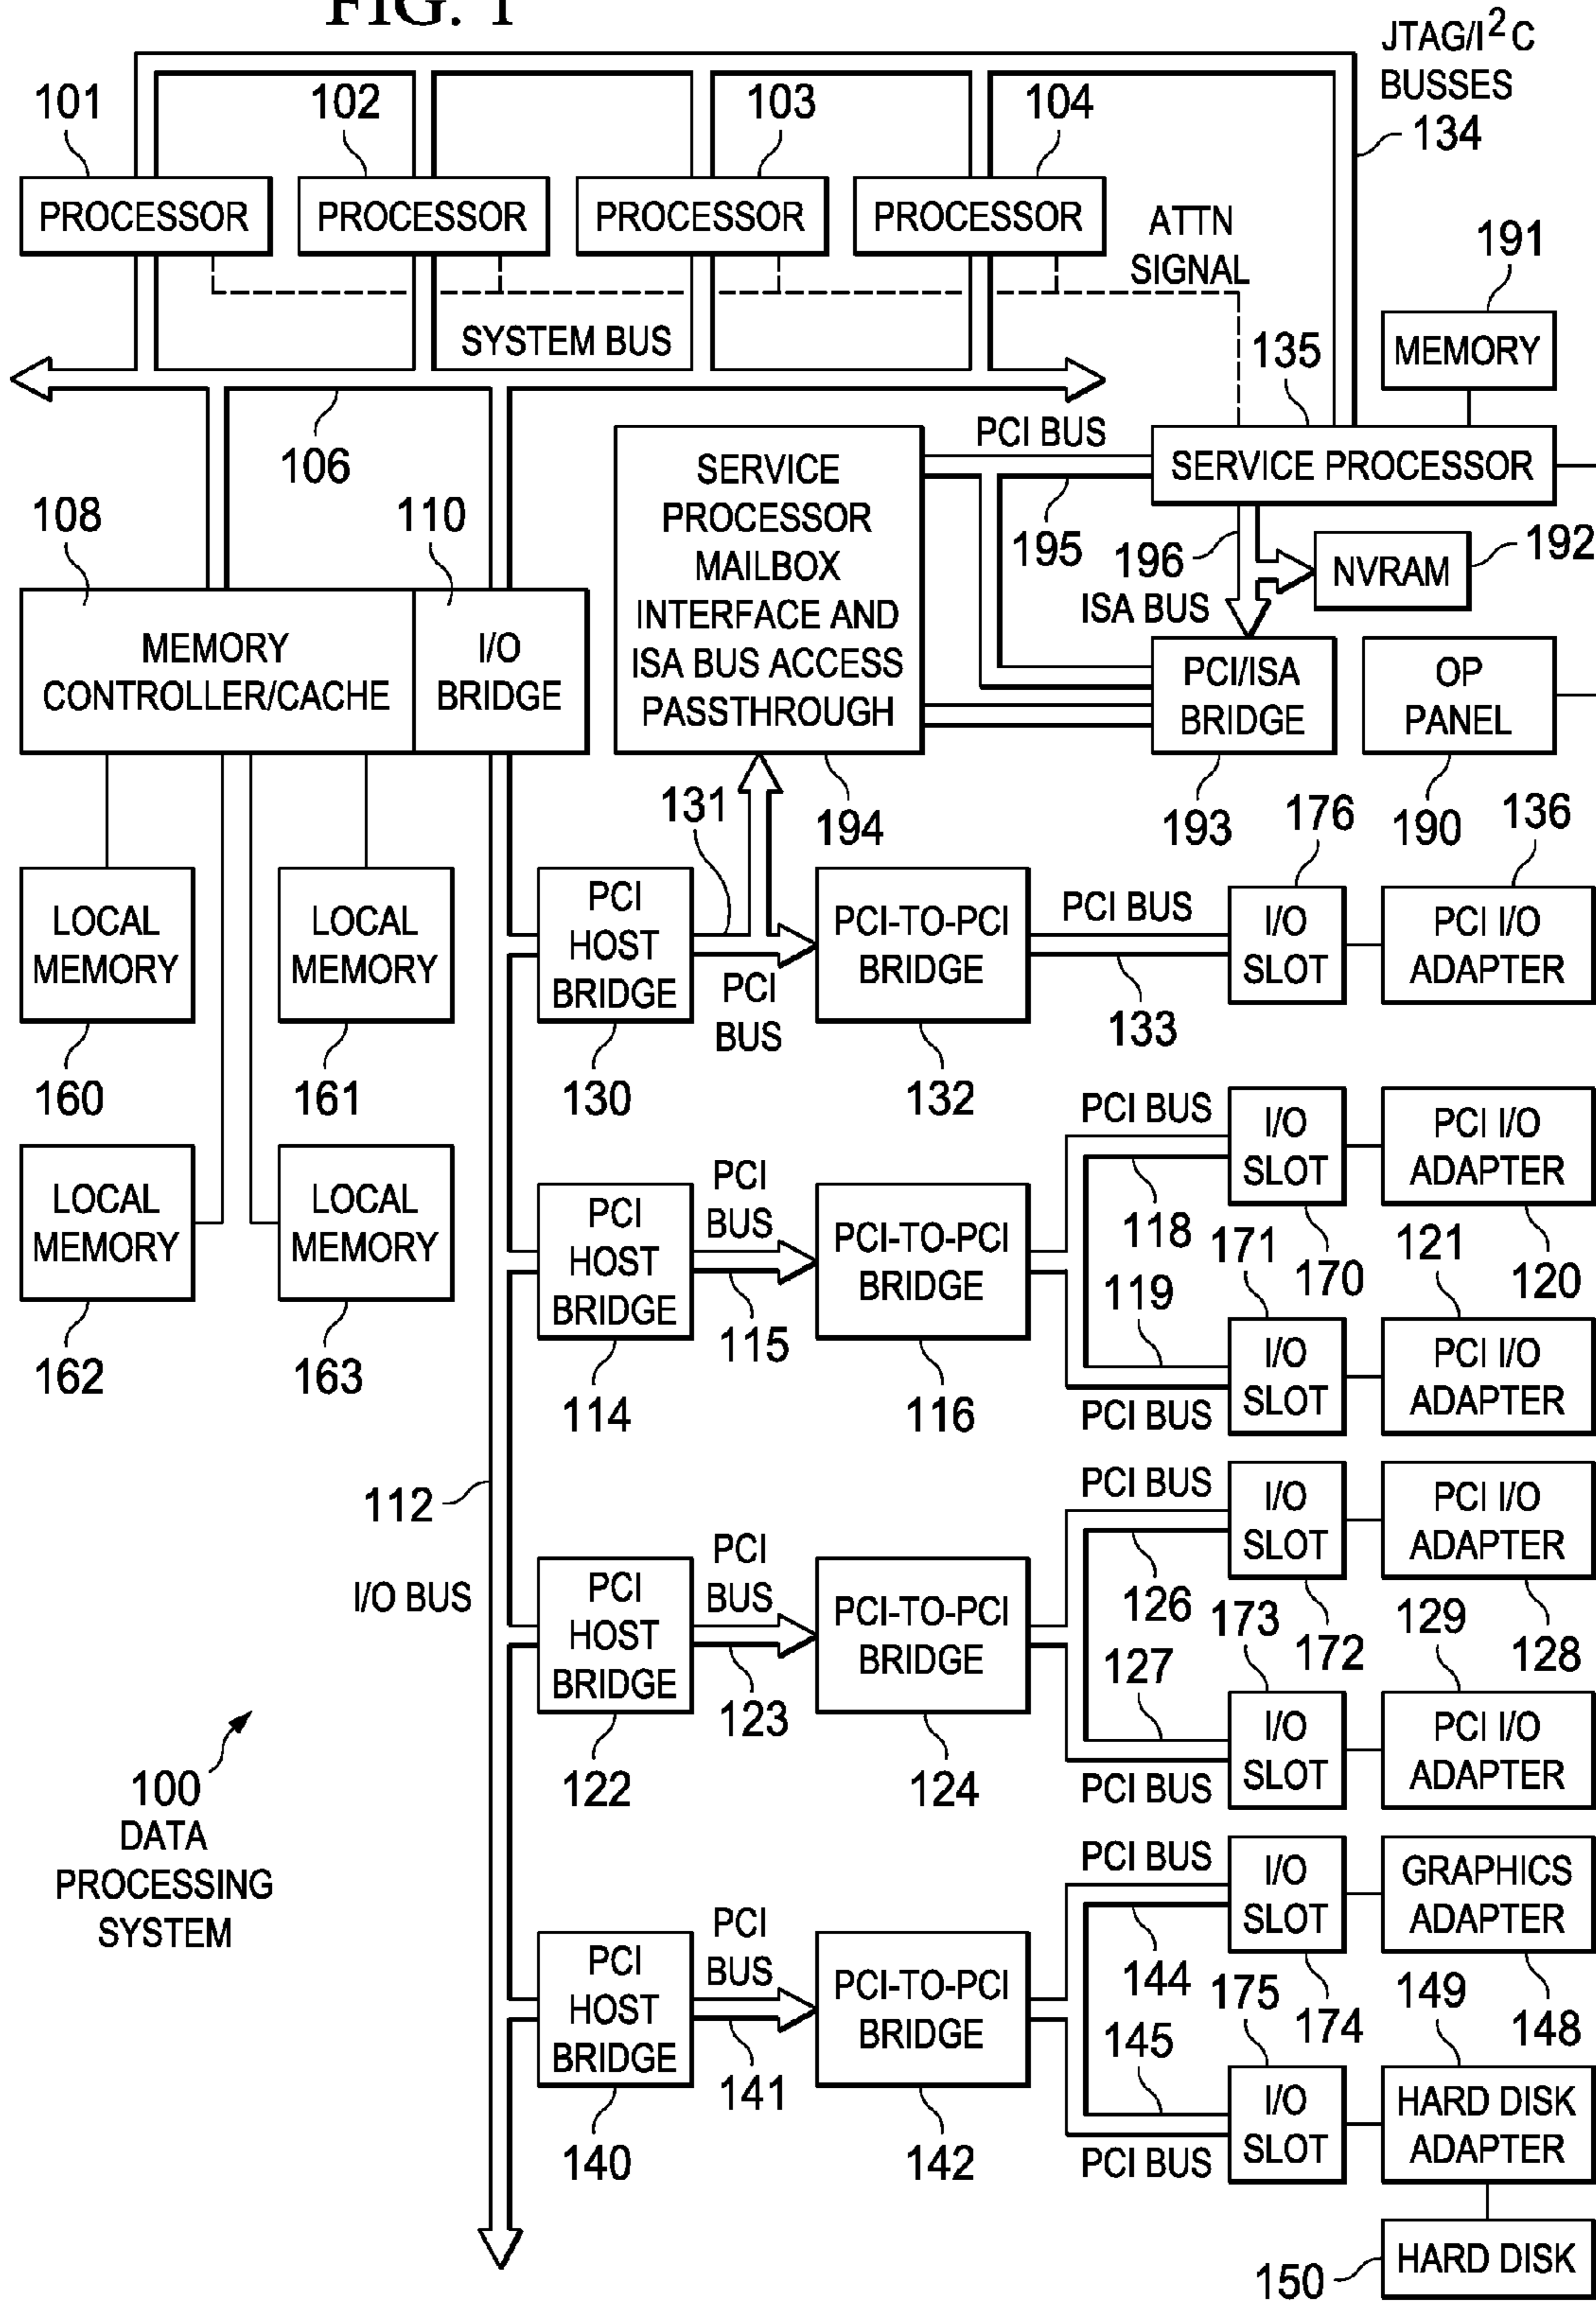 FIG. 1
JTAG/I²C
BUSSES
134
101
102
103
104
PROCESSOR
PROCESSOR
PROCESSOR
PROCESSOR
ATTN
SIGNAL
191
MEMORY
SYSTEM BUS
135
106
PCI BUS
SERVICE PROCESSOR
108
110
195
196
ISA BUS
NVRAM
192
MEMORY
CONTROLLER/CACHE
I/O
BRIDGE
SERVICE
PROCESSOR
MAILBOX
INTERFACE AND
ISA BUS ACCESS
PASSTHROUGH
PCI/ISA
BRIDGE
OP
PANEL
131
194
193
176
190
136
LOCAL
MEMORY
LOCAL
MEMORY
PCI
HOST
BRIDGE
PCI
BUS
PCI-TO-PCI
BRIDGE
PCI BUS
133
I/O
SLOT
PCI I/O
ADAPTER
160
161
130
132
LOCAL
MEMORY
LOCAL
MEMORY
162
163
PCI
HOST
BRIDGE
PCI
BUS
115
PCI-TO-PCI
BRIDGE
114
116
PCI BUS
118
I/O
SLOT
PCI I/O
ADAPTER
119
171
170
121
120
PCI BUS
I/O
SLOT
PCI I/O
ADAPTER
112
I/O BUS
PCI
HOST
BRIDGE
PCI
BUS
123
PCI-TO-PCI
BRIDGE
122
124
PCI BUS
126
I/O
SLOT
PCI I/O
ADAPTER
127
173
172
129
128
PCI BUS
I/O
SLOT
PCI I/O
ADAPTER
100
DATA
PROCESSING
SYSTEM
PCI
HOST
BRIDGE
PCI
BUS
141
PCI-TO-PCI
BRIDGE
140
142
PCI BUS
144
I/O
SLOT
GRAPHICS
ADAPTER
145
175
174
149
148
PCI BUS
I/O
SLOT
HARD DISK
ADAPTER
150
HARD DISK